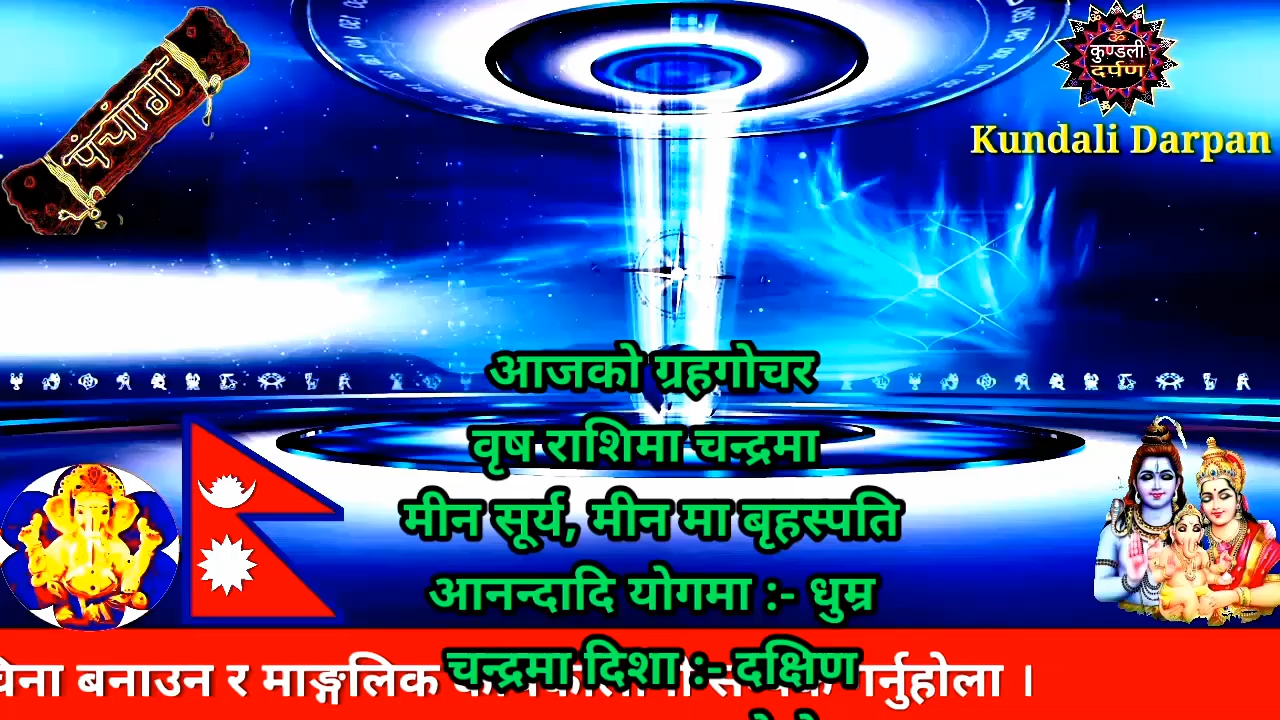 पंचांग
ॐ
कुण्डली
दर्पण
Kundali Darpan
आजको ग्रहगोचर
वृष राशिमा चन्द्रमा
मीन सूर्य, मीन मा बृहस्पति
आनन्दादि योगमा :- धुम्र
चन्द्रमा दिशा :- दक्षिण
बनाउन र माङ्गलिक